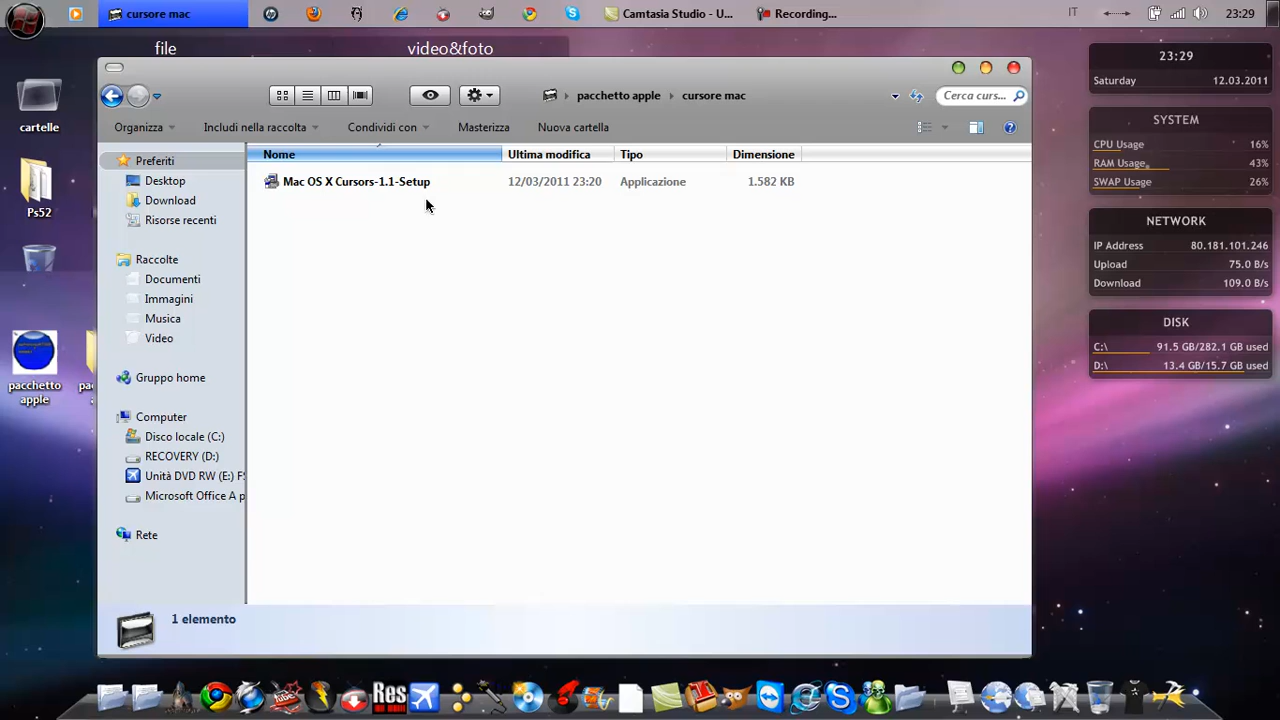 cursore mac
Camtasia Studio - U...
Recording...
IT
23:29
file
video&foto
cartelle
Ps52
pacchetto
apple
pacchetto apple
cursore mac
Cerca curs...
Organizza
Includi nella raccolta
Condividi con
Masterizza
Nuova cartella
Nome
Ultima modifica
Tipo
Dimensione
Mac OS X Cursors-1.1-Setup
12/03/2011 23:20
Applicazione
1.582 KB
Preferiti
Desktop
Download
Risorse recenti
Raccolte
Documenti
Immagini
Musica
Video
Gruppo home
Computer
Disco locale (C:)
RECOVERY (D:)
Unità DVD RW (E:) F
Microsoft Office A p
Rete
1 elemento
23:29
Saturday 12.03.2011
SYSTEM
CPU Usage 16%
RAM Usage 43%
SWAP Usage 26%
NETWORK
IP Address 80.181.101.246
Upload 75.0 B/s
Download 109.0 B/s
DISK
C:\ 91.5 GB/282.1 GB used
D:\ 13.4 GB/15.7 GB used
Res